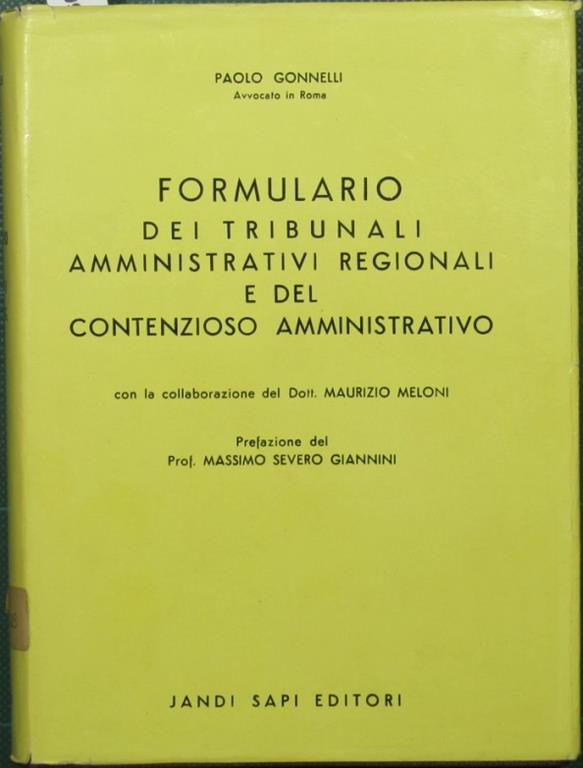 PAOLO GONNELLI
Avvocato in Roma
FORMULARIO
DEI TRIBUNALI
AMMINISTRATIVI REGIONALI
E DEL
CONTENZIOSO AMMINISTRATIVO
con la collaborazione del Dott. MAURIZIO MELONI
Prefazione del
Prof. MASSIMO SEVERO GIANNINI
JANDI SAPI EDITORI